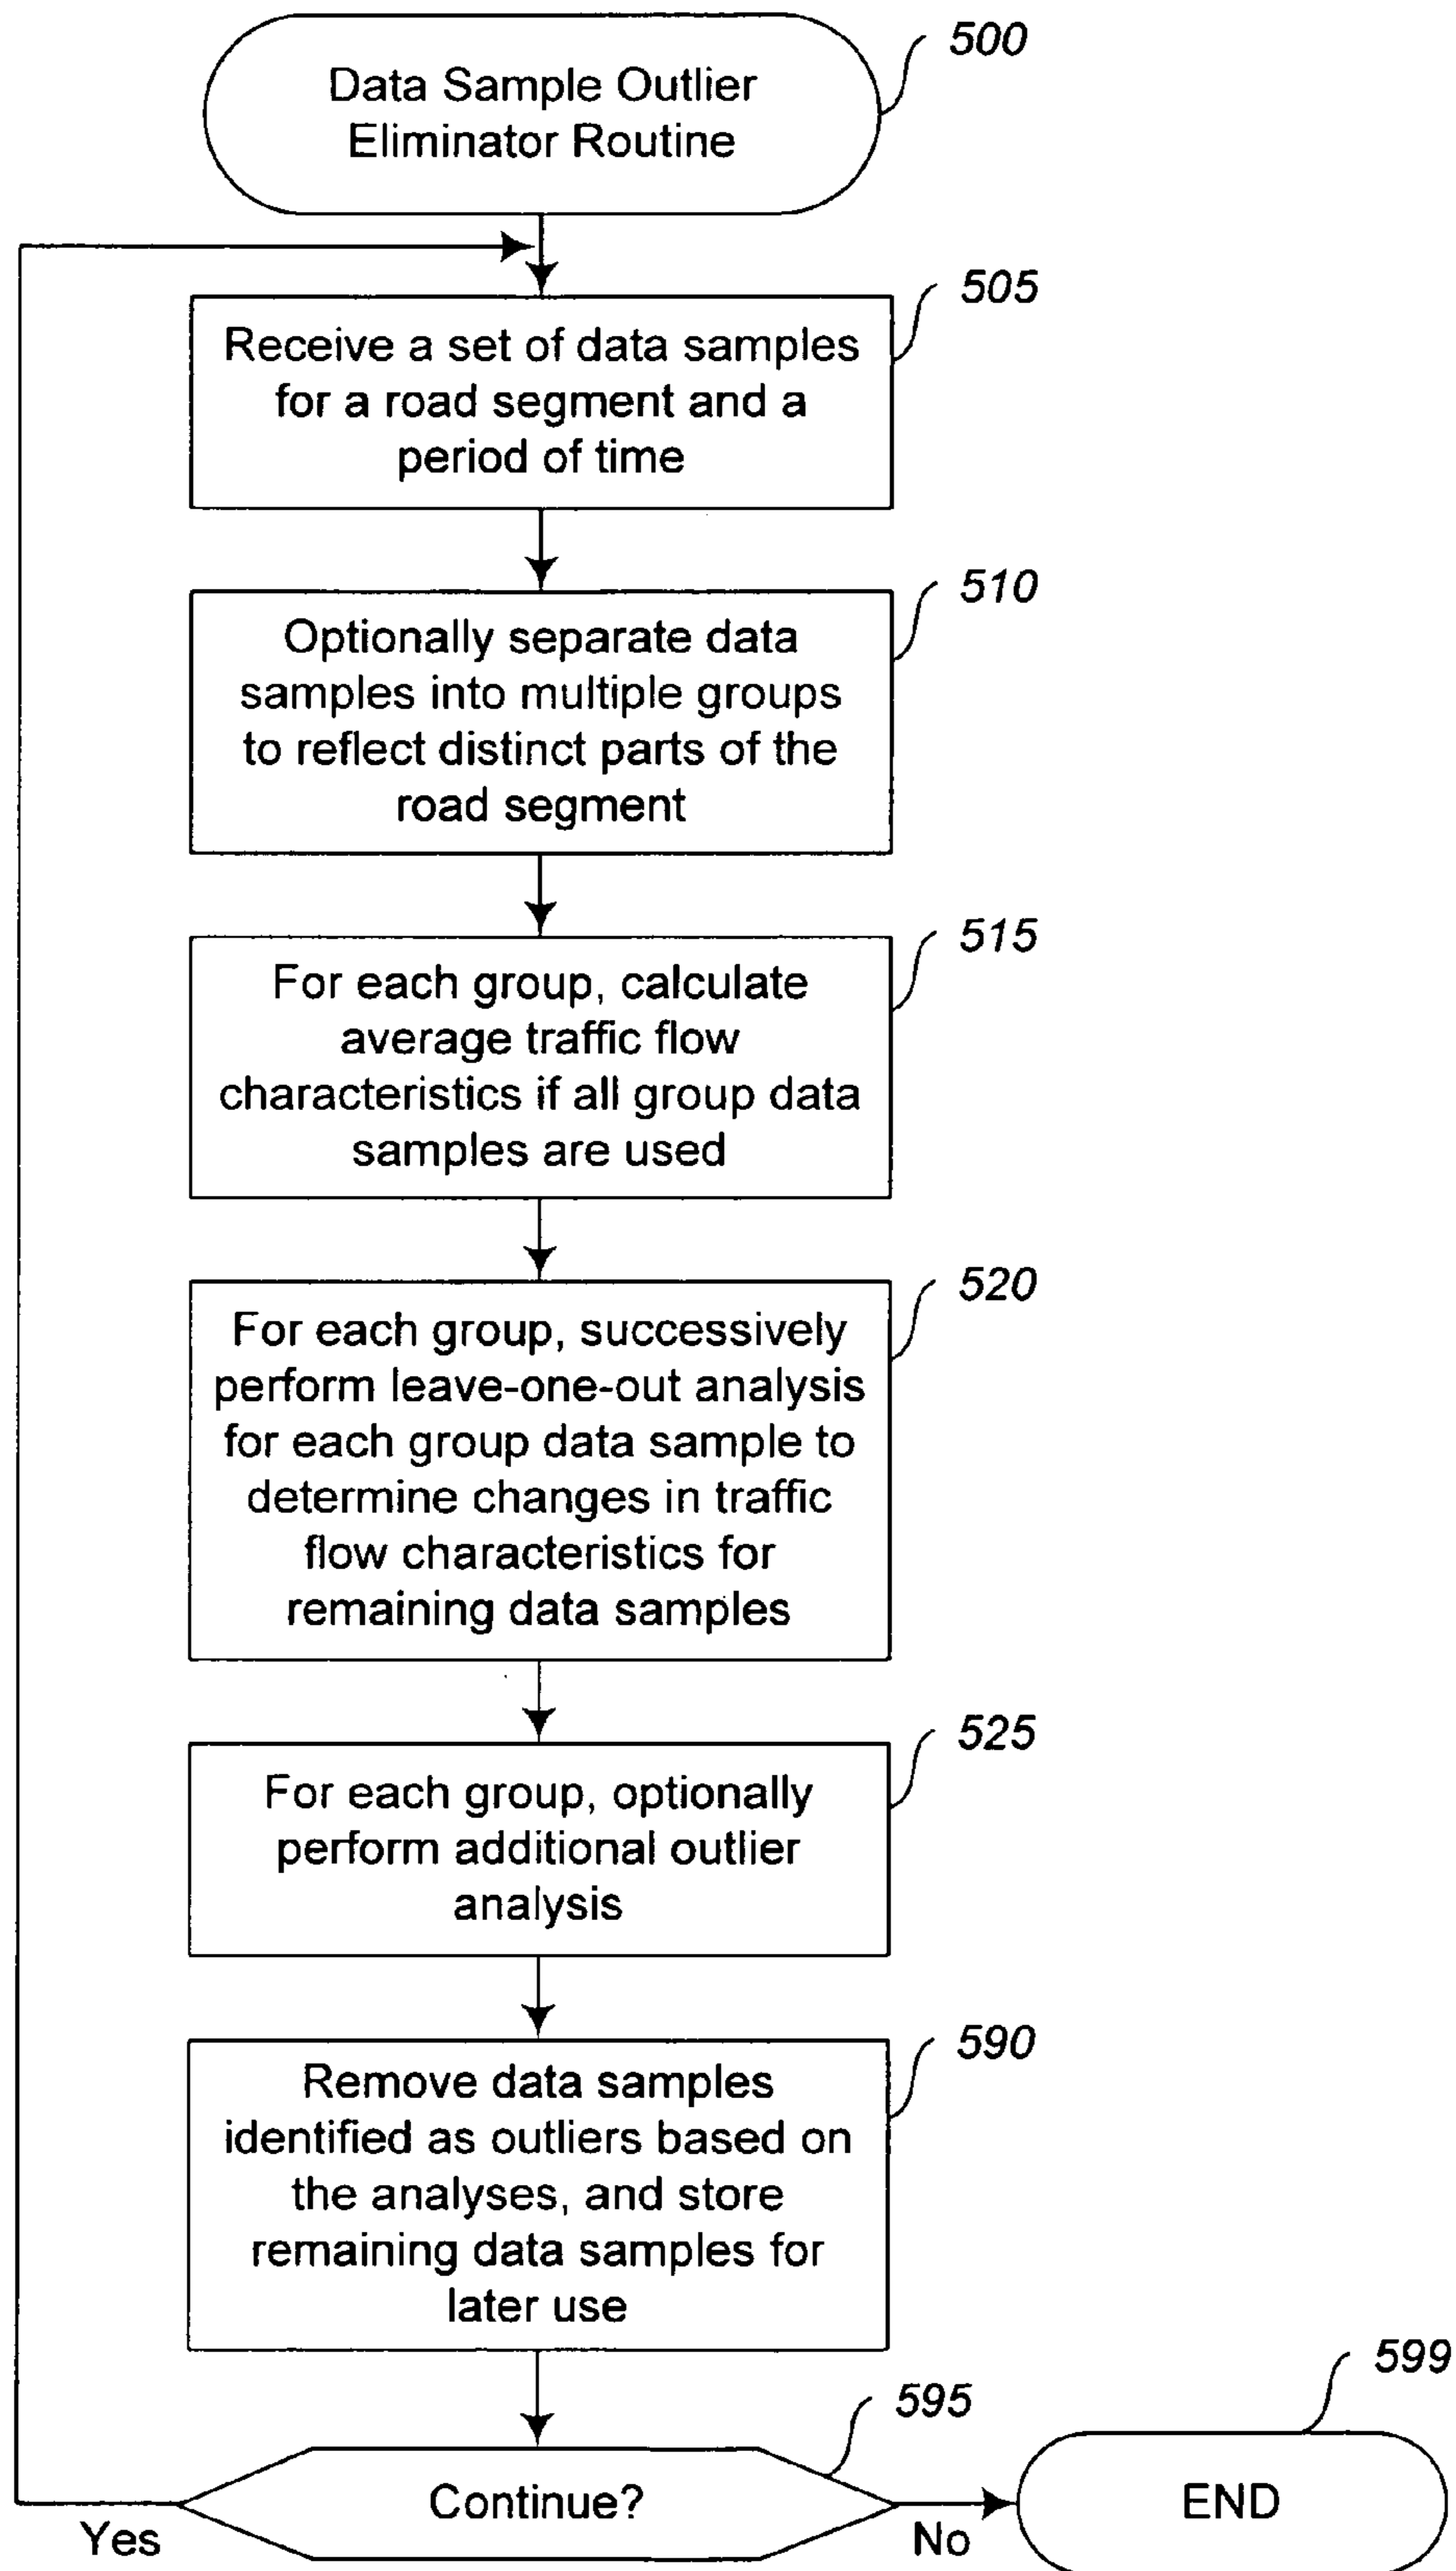 Data Sample Outlier
Eliminator Routine
500
Receive a set of data samples
for a road segment and a
period of time
505
Optionally separate data
samples into multiple groups
to reflect distinct parts of the
road segment
510
For each group, calculate
average traffic flow
characteristics if all group data
samples are used
515
For each group, successively
perform leave-one-out analysis
for each group data sample to
determine changes in traffic
flow characteristics for
remaining data samples
520
For each group, optionally
perform additional outlier
analysis
525
Remove data samples
identified as outliers based on
the analyses, and store
remaining data samples for
later use
590
Continue?
595
Yes
No
END
599